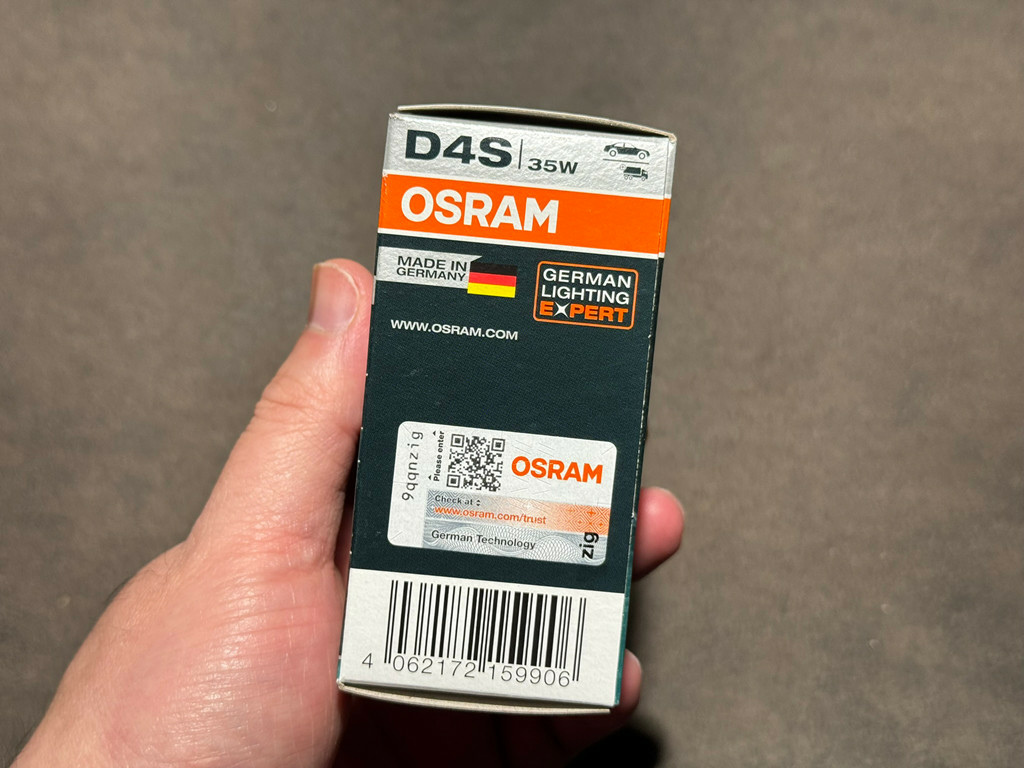 D4S | 35W
OSRAM
MADE IN
GERMANY
GERMAN
LIGHTING
EXPERT
WWW.OSRAM.COM
9qqnzig
Please enter
OSRAM
Check at :
www.osram.com/trust
German Technology
zig
4 062172 159906